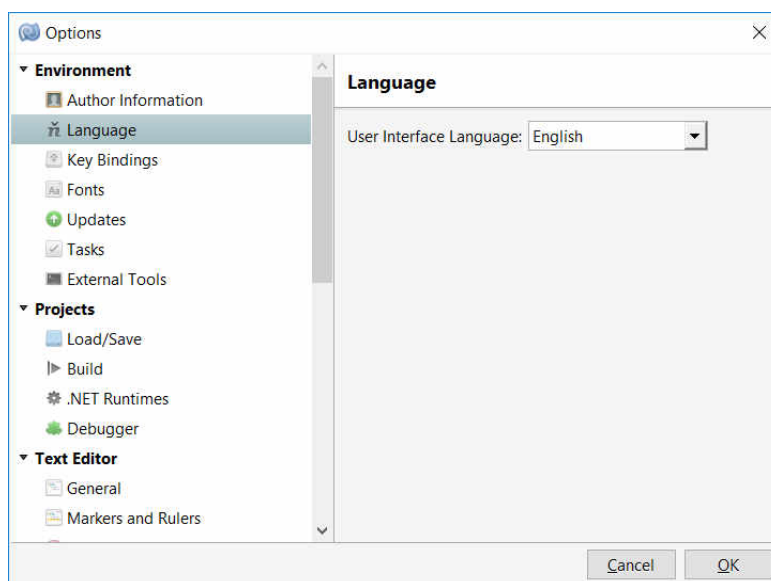 Options
Environment
Author Information
Language
Key Bindings
Fonts
Updates
Tasks
External Tools
Projects
Load/Save
Build
.NET Runtimes
Debugger
Text Editor
General
Markers and Rulers
Language
User Interface Language: English
Cancel
OK